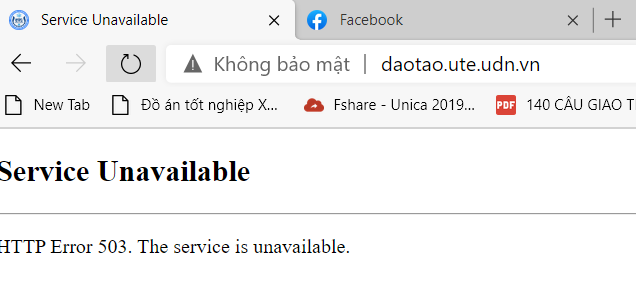 Service Unavailable
Facebook
Không bảo mật
daotao.ute.udn.vn
New Tab
Đồ án tốt nghiệp X...
Fshare - Unica 2019...
PDF
140 CÂU GIAO T
Service Unavailable
HTTP Error 503. The service is unavailable.